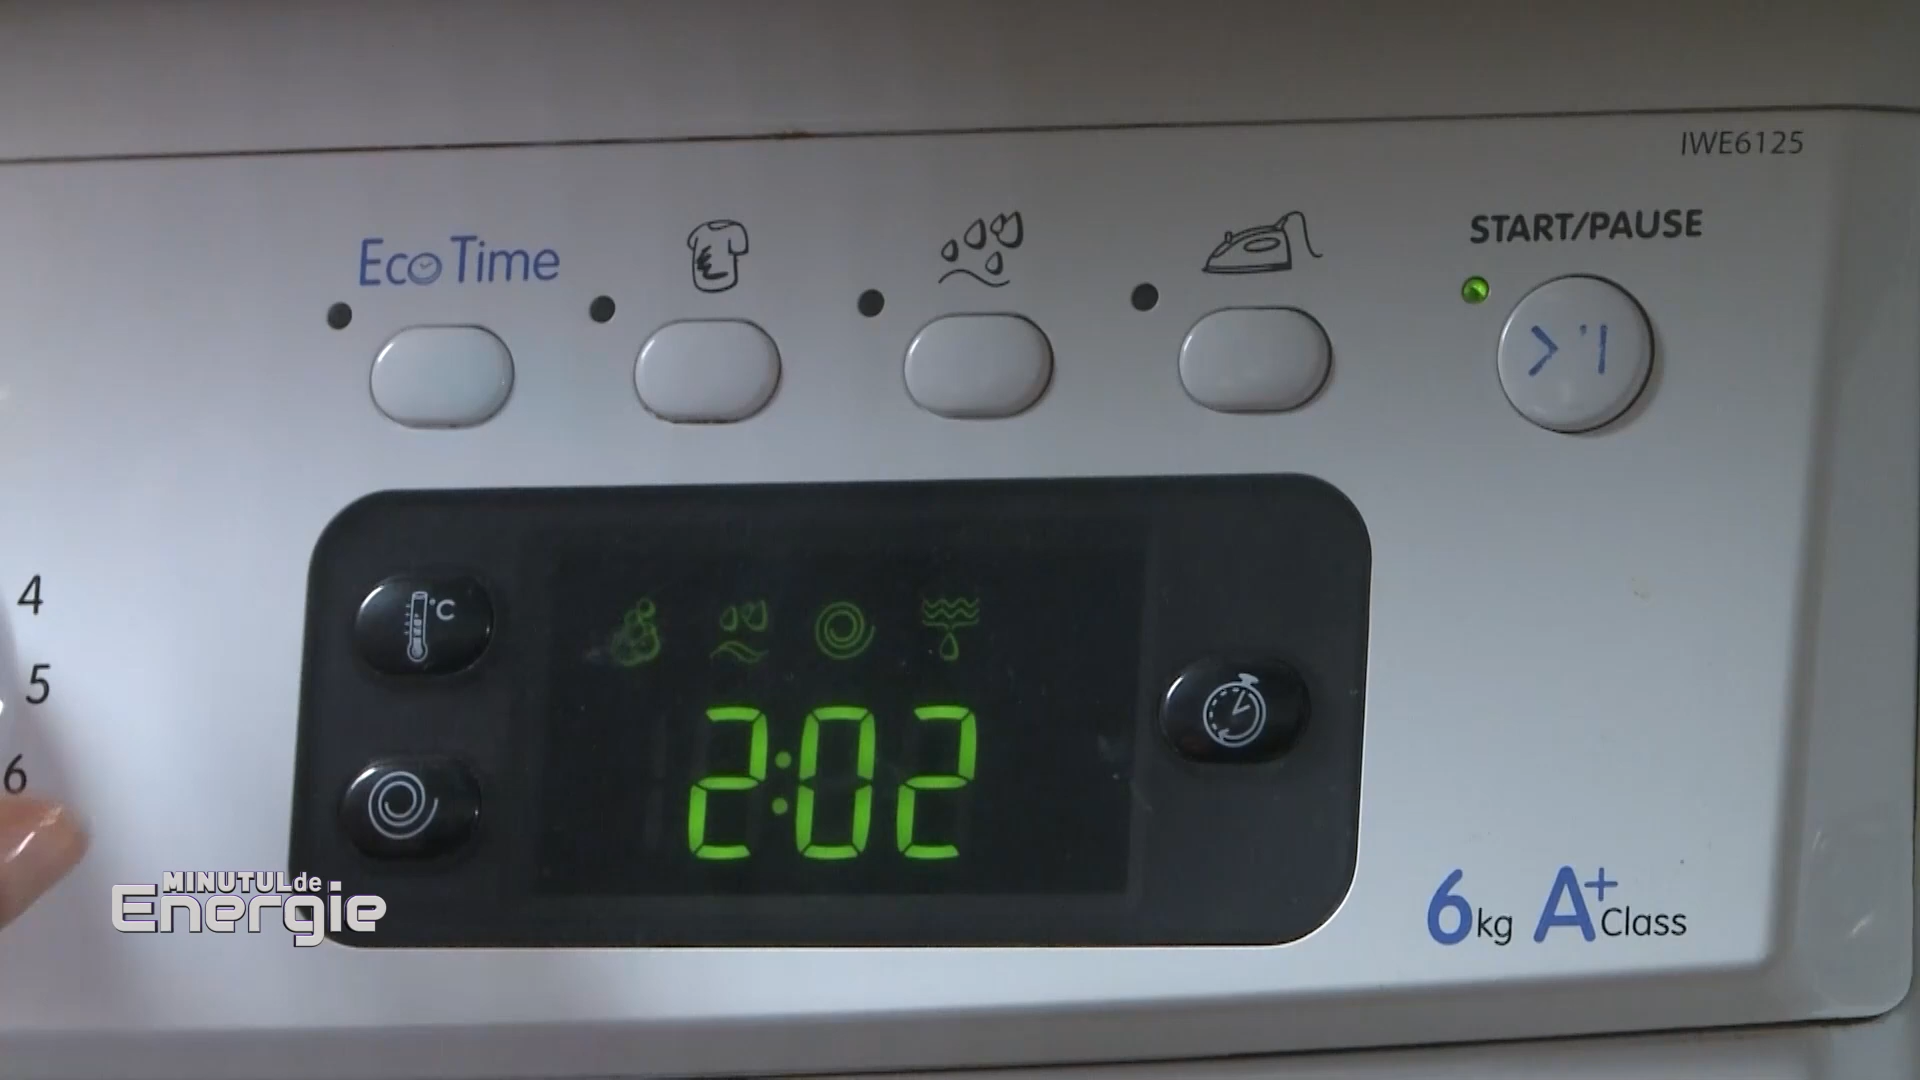 IWE6125
START/PAUSE
Eco Time
°C
4
5
6
2:02
MINUTUL de
Energie
6kg A+ Class